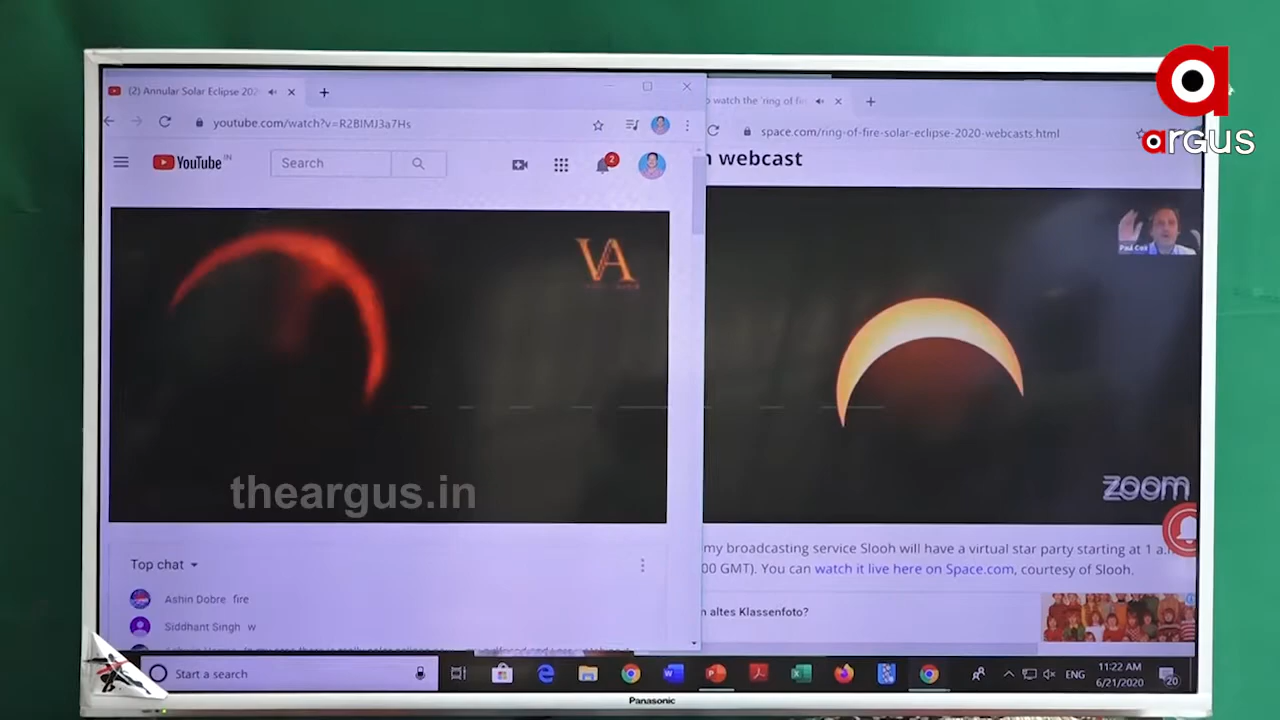 argus
(2) Annular Solar Eclipse 202
youtube.com/watch?v=R2BIMJ3a7Hs
YouTube IN
Search
2
VA
theargus.in
Top chat
Ashin Dobre fire
Siddhant Singh w
watch the 'ring of fi
space.com/ring-of-fire-solar-eclipse-2020-webcasts.html
webcast
Paul Cox
zoom
my broadcasting service Slooh will have a virtual star party starting at 1 a.
00 GMT). You can watch it live here on Space.com, courtesy of Slooh.
altes Klassenfoto?
Start a search
ENG
11:22 AM
6/21/2020
20
Panasonic